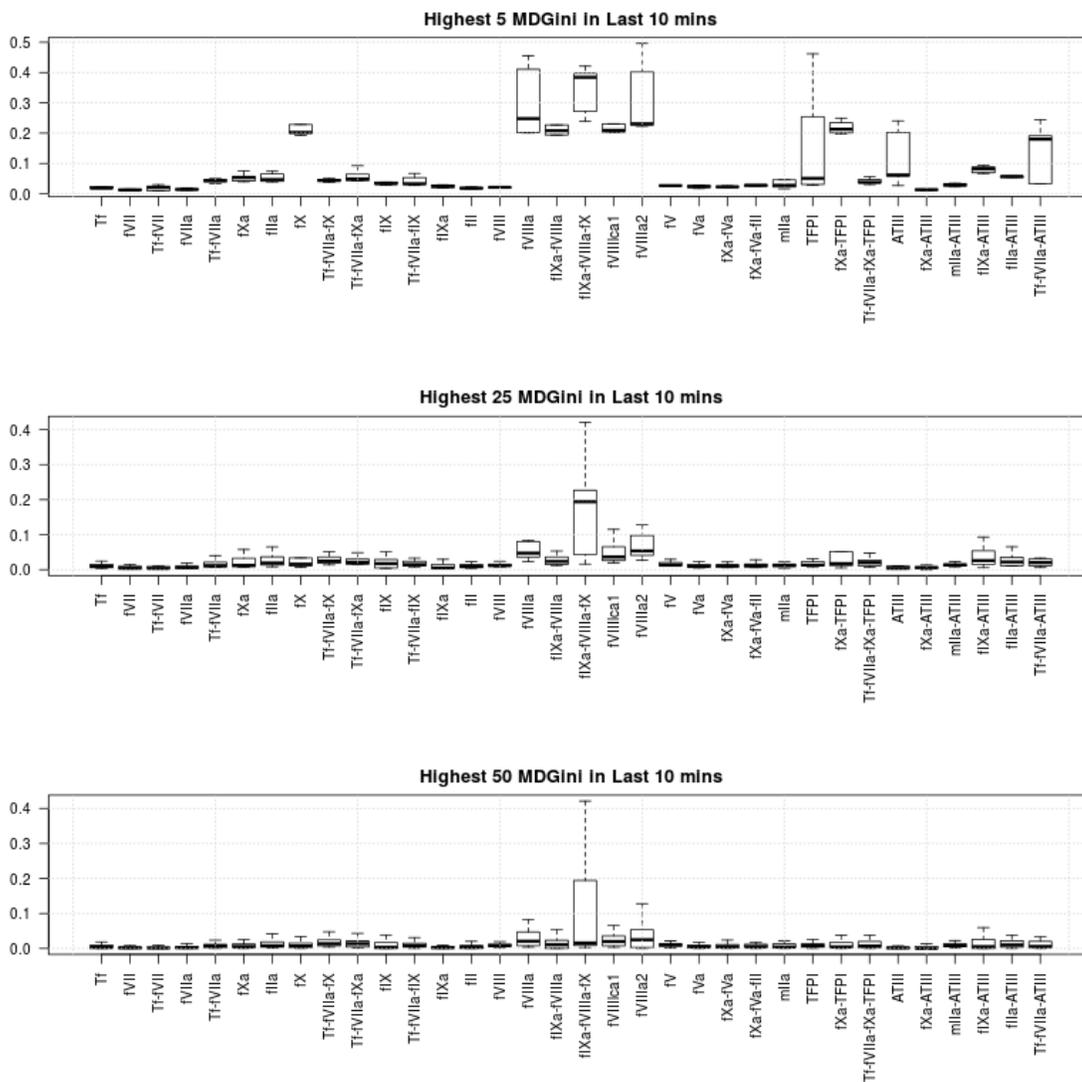 Highest 5 MDGini in Last 10 mins
0.5
0.4
0.3
0.2
0.1
0.0
Tf
fVII
Tf-fVII
fVIIa
Tf-fVIIa
fXa
fIIa
fX
Tf-fVIIa-fX
Tf-fVIIa-fXa
fIX
Tf-fVIIa-fIX
fIXa
fII
fVIII
fVIIIa
fIXa-fVIIIa
fIXa-fVIIIa-fX
fVIIIca1
fVIIIa2
fV
fVa
fXa-fVa
fXa-fVa-fII
mIIa
TFPI
fXa-TFPI
Tf-fVIIa-fXa-TFPI
ATIII
fXa-ATIII
mIIa-ATIII
fIXa-ATIII
fIIa-ATIII
Tf-fVIIa-ATIII
Highest 25 MDGini in Last 10 mins
0.4
0.3
0.2
0.1
0.0
Tf
fVII
Tf-fVII
fVIIa
Tf-fVIIa
fXa
fIIa
fX
Tf-fVIIa-fX
Tf-fVIIa-fXa
fIX
Tf-fVIIa-fIX
fIXa
fII
fVIII
fVIIIa
fIXa-fVIIIa
fIXa-fVIIIa-fX
fVIIIca1
fVIIIa2
fV
fVa
fXa-fVa
fXa-fVa-fII
mIIa
TFPI
fXa-TFPI
Tf-fVIIa-fXa-TFPI
ATIII
fXa-ATIII
mIIa-ATIII
fIXa-ATIII
fIIa-ATIII
Tf-fVIIa-ATIII
Highest 50 MDGini in Last 10 mins
0.4
0.3
0.2
0.1
0.0
Tf
fVII
Tf-fVII
fVIIa
Tf-fVIIa
fXa
fIIa
fX
Tf-fVIIa-fX
Tf-fVIIa-fXa
fIX
Tf-fVIIa-fIX
fIXa
fII
fVIII
fVIIIa
fIXa-fVIIIa
fIXa-fVIIIa-fX
fVIIIca1
fVIIIa2
fV
fVa
fXa-fVa
fXa-fVa-fII
mIIa
TFPI
fXa-TFPI
Tf-fVIIa-fXa-TFPI
ATIII
fXa-ATIII
mIIa-ATIII
fIXa-ATIII
fIIa-ATIII
Tf-fVIIa-ATIII